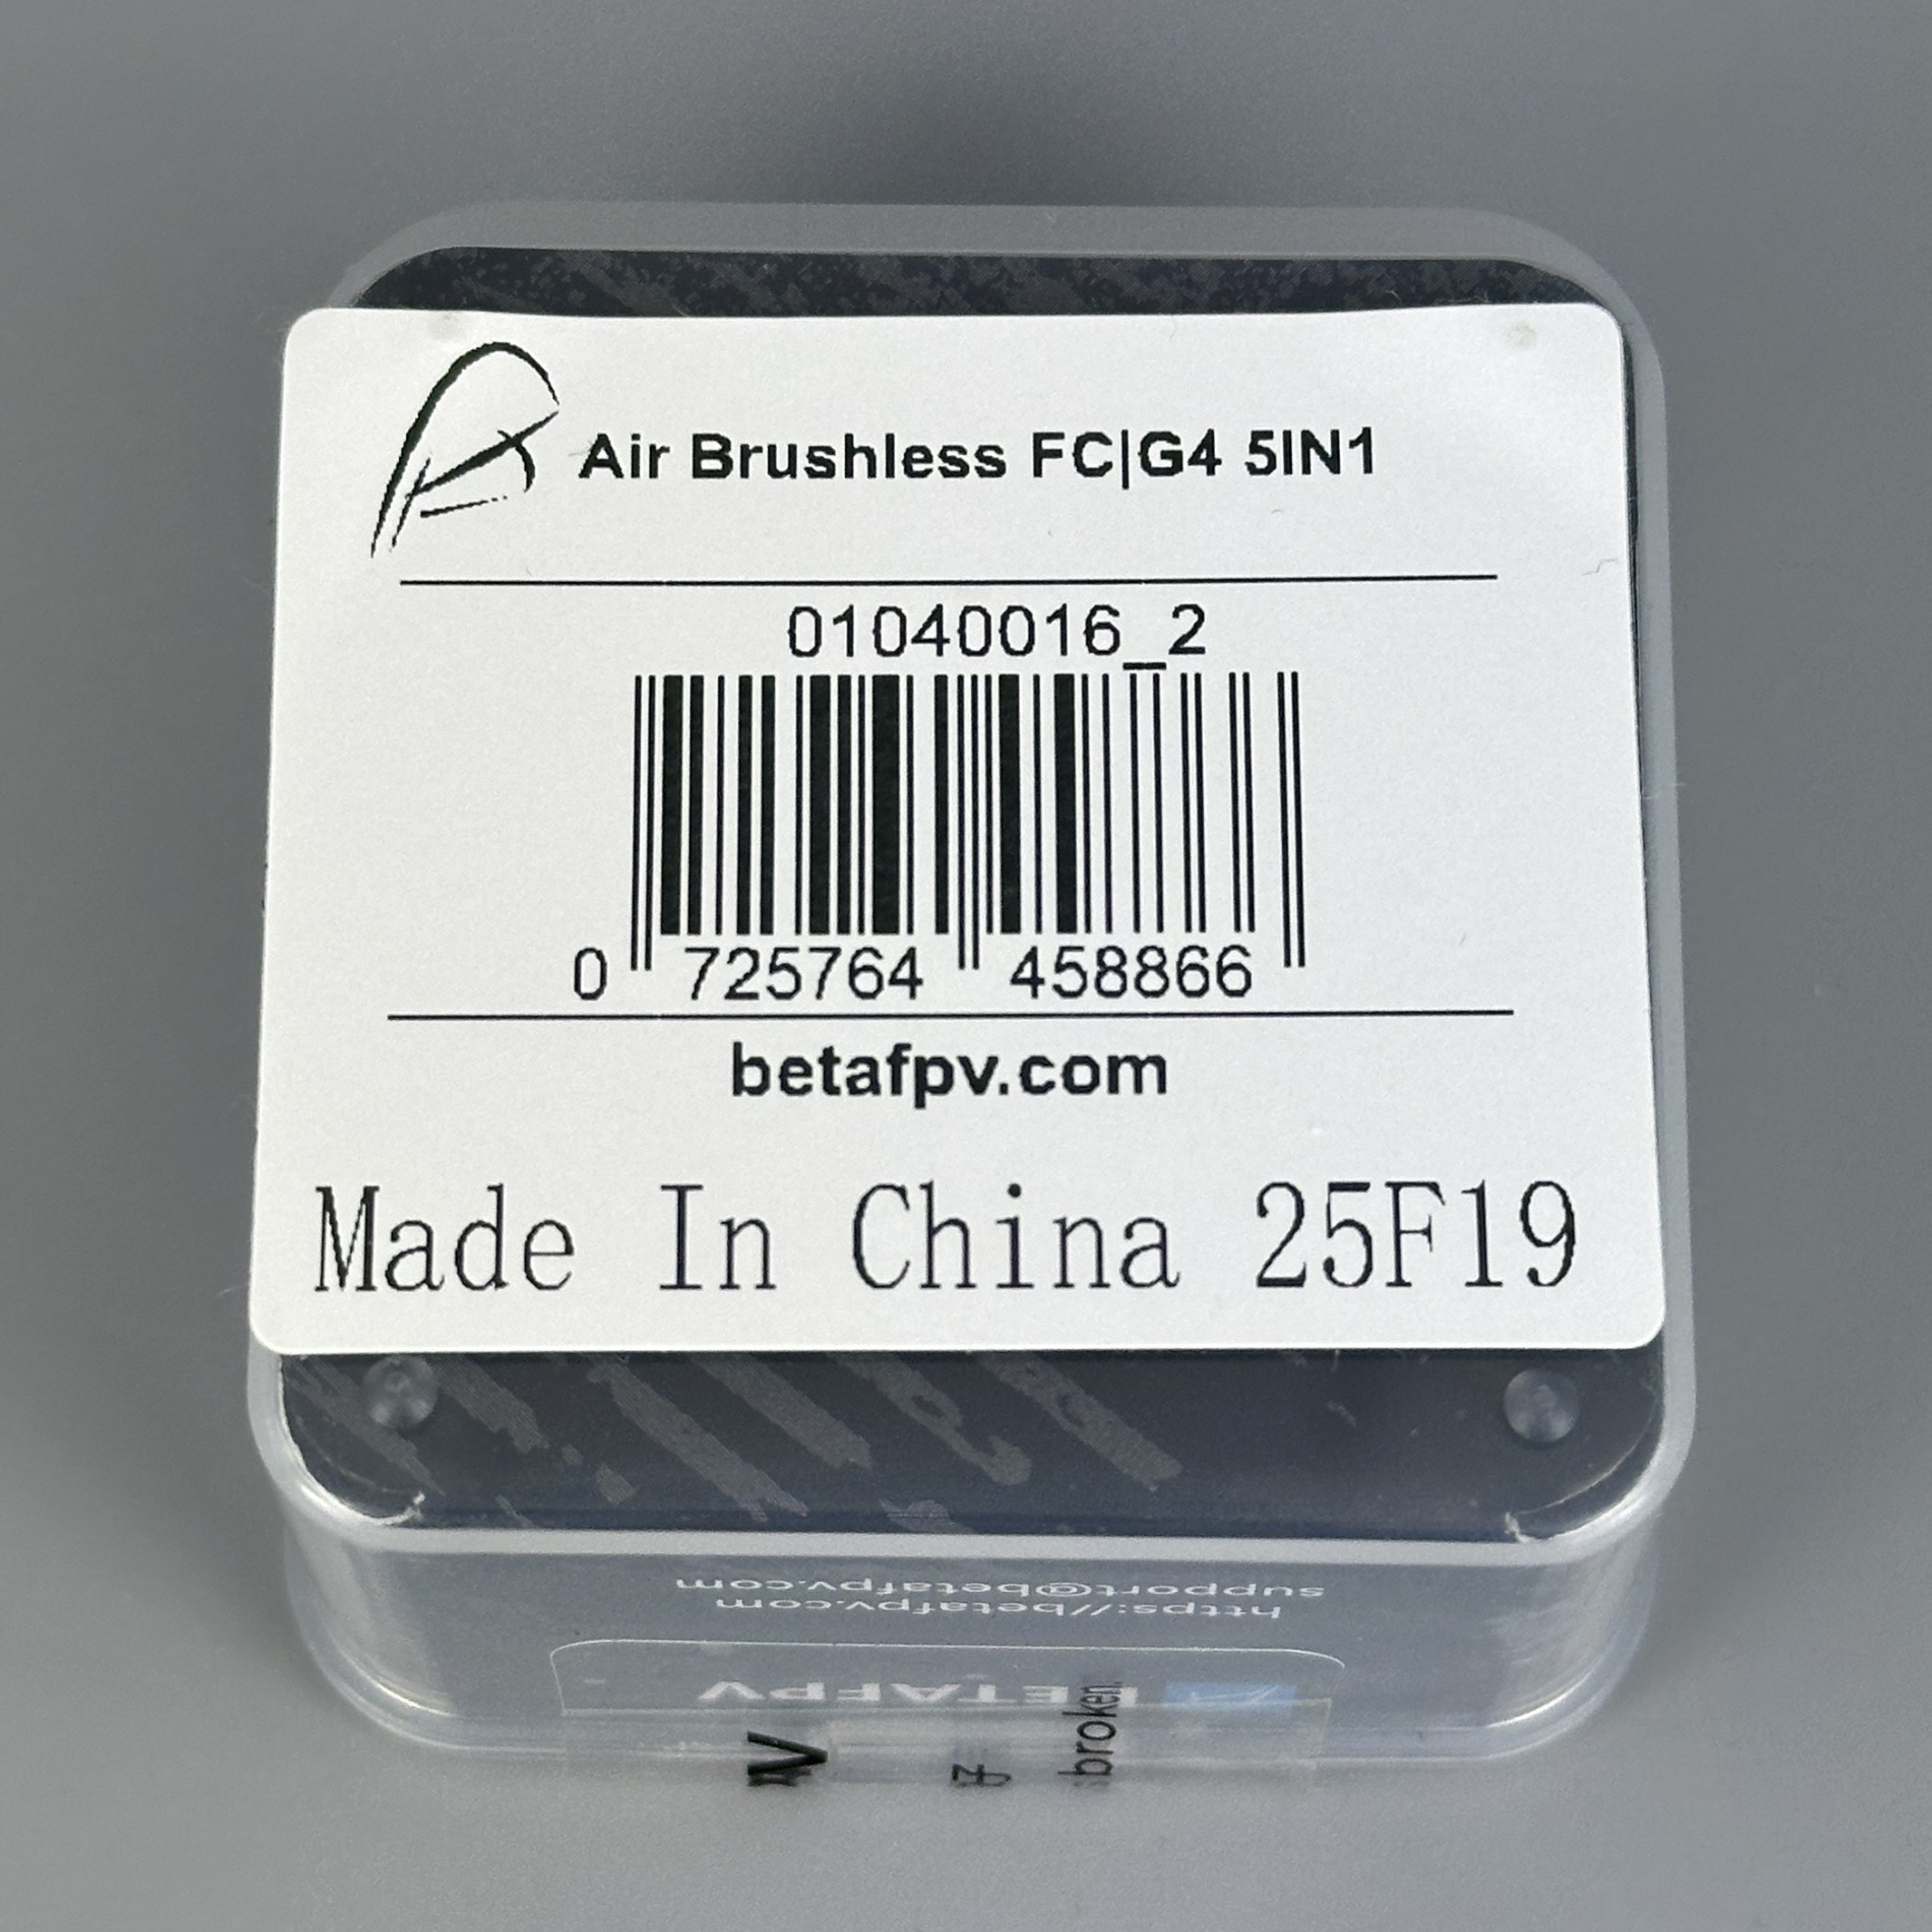 Air Brushless FC|G4 5IN1
01040016_2
0 725764 458866
betafpv.com
Made In China 25F19
support@betafpv.com
https://betafpv.com
BETAFPV
V
broken.